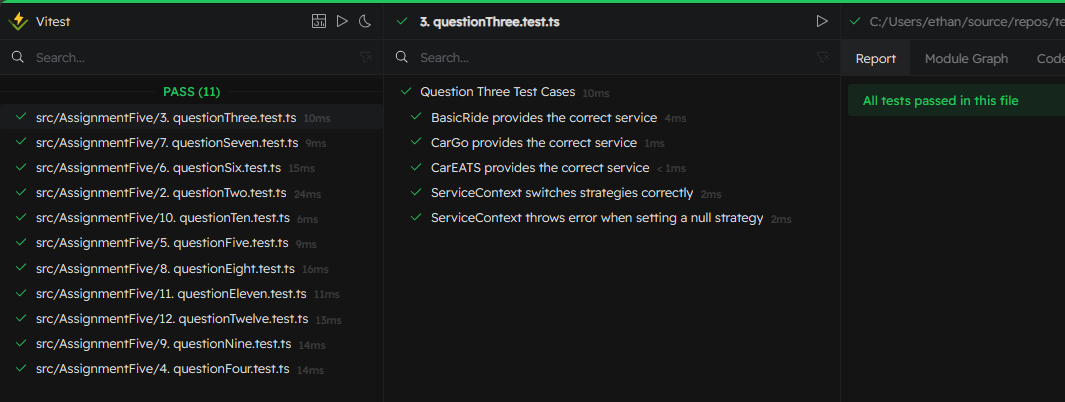 Vitest
Search...
PASS (11)
src/AssignmentFive/3. questionThree.test.ts 10ms
src/AssignmentFive/7. questionSeven.test.ts 9ms
src/AssignmentFive/6. questionSix.test.ts 15ms
src/AssignmentFive/2. questionTwo.test.ts 24ms
src/AssignmentFive/10. questionTen.test.ts 6ms
src/AssignmentFive/5. questionFive.test.ts 9ms
src/AssignmentFive/8. questionEight.test.ts 16ms
src/AssignmentFive/11. questionEleven.test.ts 11ms
src/AssignmentFive/12. questionTwelve.test.ts 13ms
src/AssignmentFive/9. questionNine.test.ts 14ms
src/AssignmentFive/4. questionFour.test.ts 14ms
3. questionThree.test.ts
Search...
Question Three Test Cases 10ms
BasicRide provides the correct service 4ms
CarGo provides the correct service 1ms
CarEATS provides the correct service < 1ms
ServiceContext switches strategies correctly 2ms
ServiceContext throws error when setting a null strategy 2ms
C:/Users/ethan/source/repos/te
Report Module Graph Code
All tests passed in this file